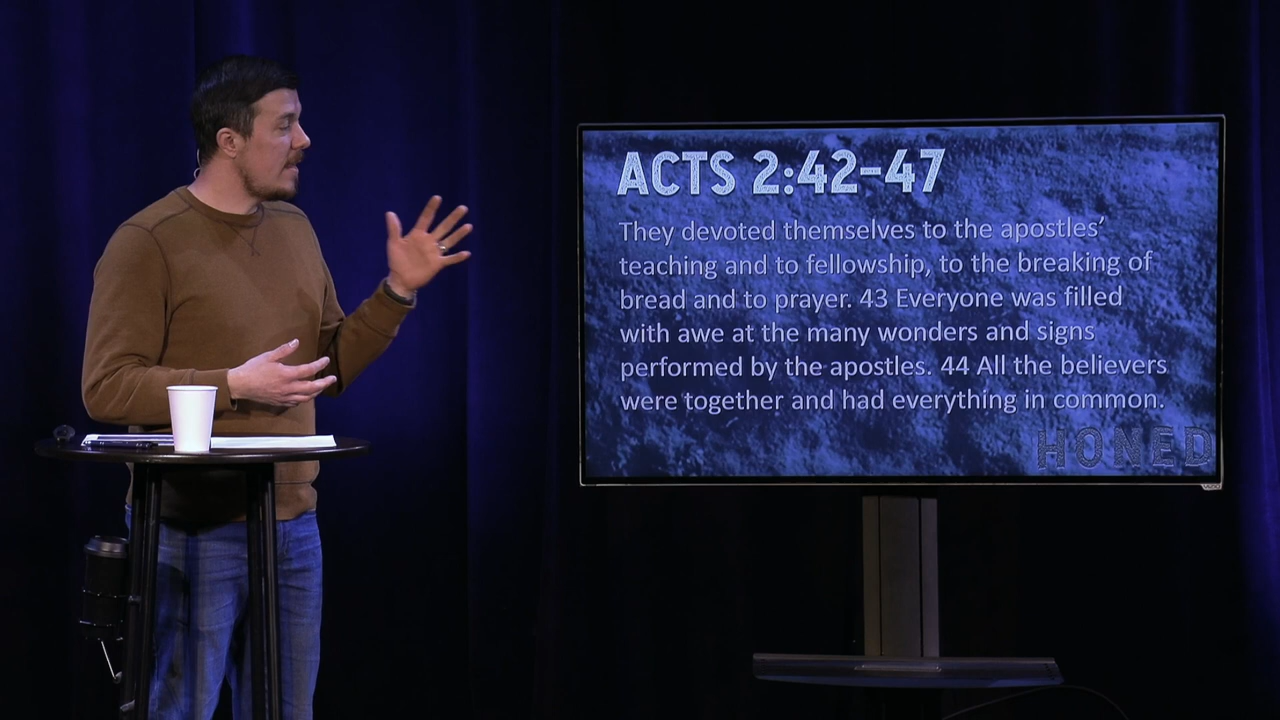 ACTS 2:42-47
They devoted themselves to the apostles’
teaching and to fellowship, to the breaking of
bread and to prayer. 43 Everyone was filled
with awe at the many wonders and signs
performed by the apostles. 44 All the believers
were together and had everything in common.
HONED
VIZIO